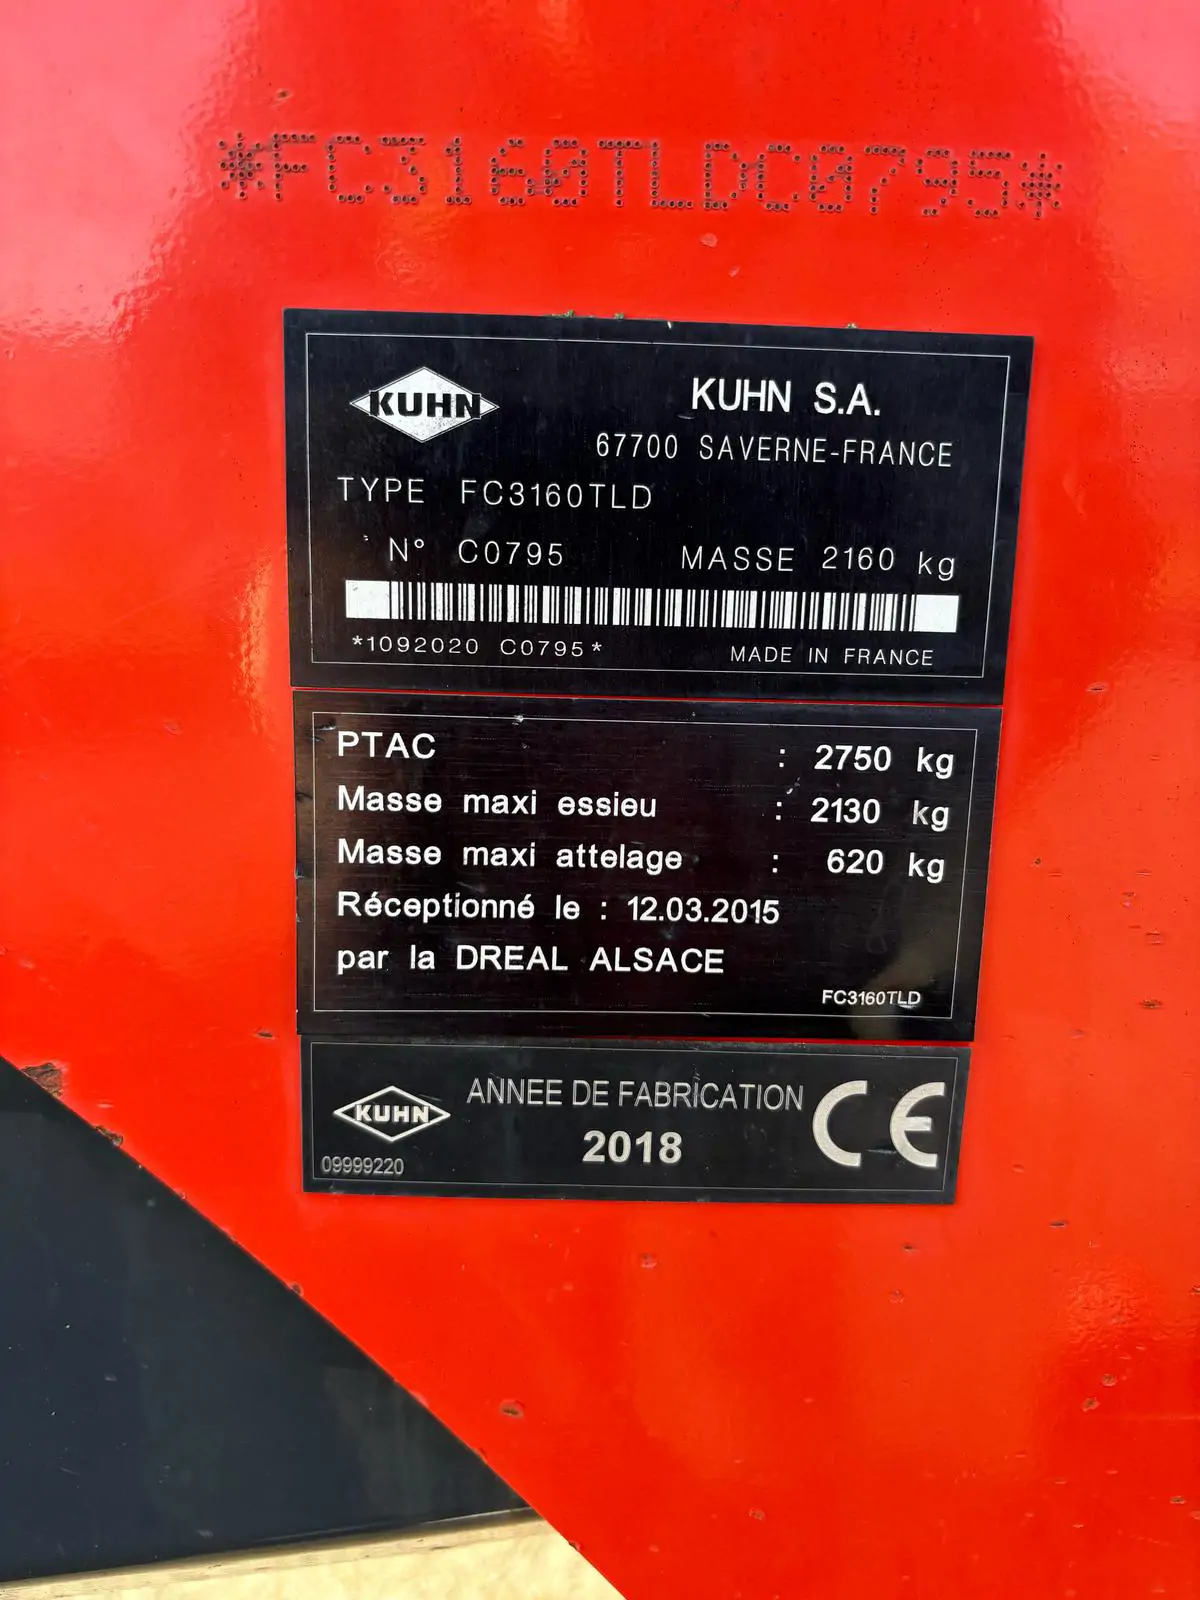 *FC3160TLDC0795*
KUHN
KUHN S.A.
67700 SAVERNE-FRANCE
TYPE FC3160TLD
N° C0795 MASSE 2160 kg
*1092020 C0795*
MADE IN FRANCE
PTAC : 2750 kg
Masse maxi essieu : 2130 kg
Masse maxi attelage : 620 kg
Réceptionné le : 12.03.2015
par la DREAL ALSACE
FC3160TLD
KUHN
ANNEE DE FABRICATION
2018
CE
09999220